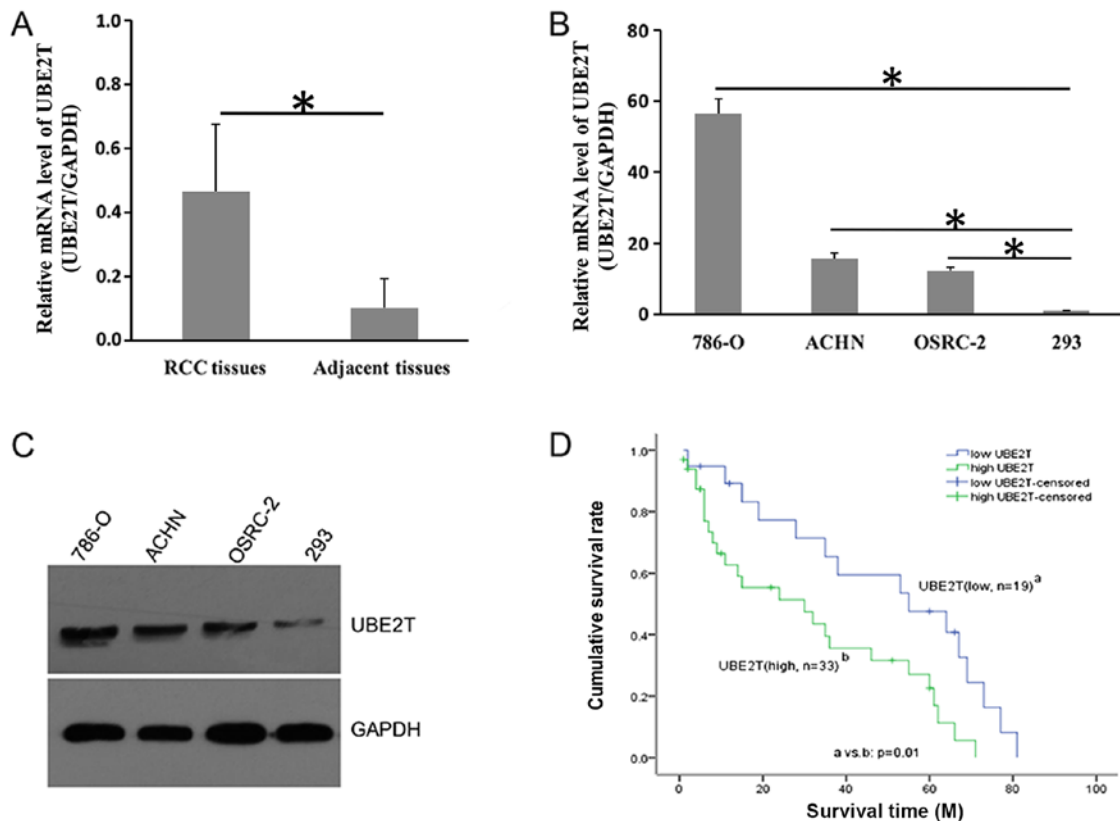 A
Relative mRNA level of UBE2T
(UBE2T/GAPDH)
1.0
0.8
0.6
0.4
0.2
0.0
*
RCC tissues
Adjacent tissues
B
Relative mRNA level of UBE2T
(UBE2T/GAPDH)
80
60
40
20
0
*
*
*
786-O
ACHN
OSRC-2
293
C
786-O
ACHN
OSRC-2
293
UBE2T
GAPDH
D
Cumulative survival rate
1.0
0.8
0.6
0.4
0.2
0.0
low UBE2T
high UBE2T
low UBE2T-censored
high UBE2T-censored
UBE2T(low, n=19) a
UBE2T(high, n=33) b
a vs.b: p=0.01
0
20
40
60
80
100
Survival time (M)